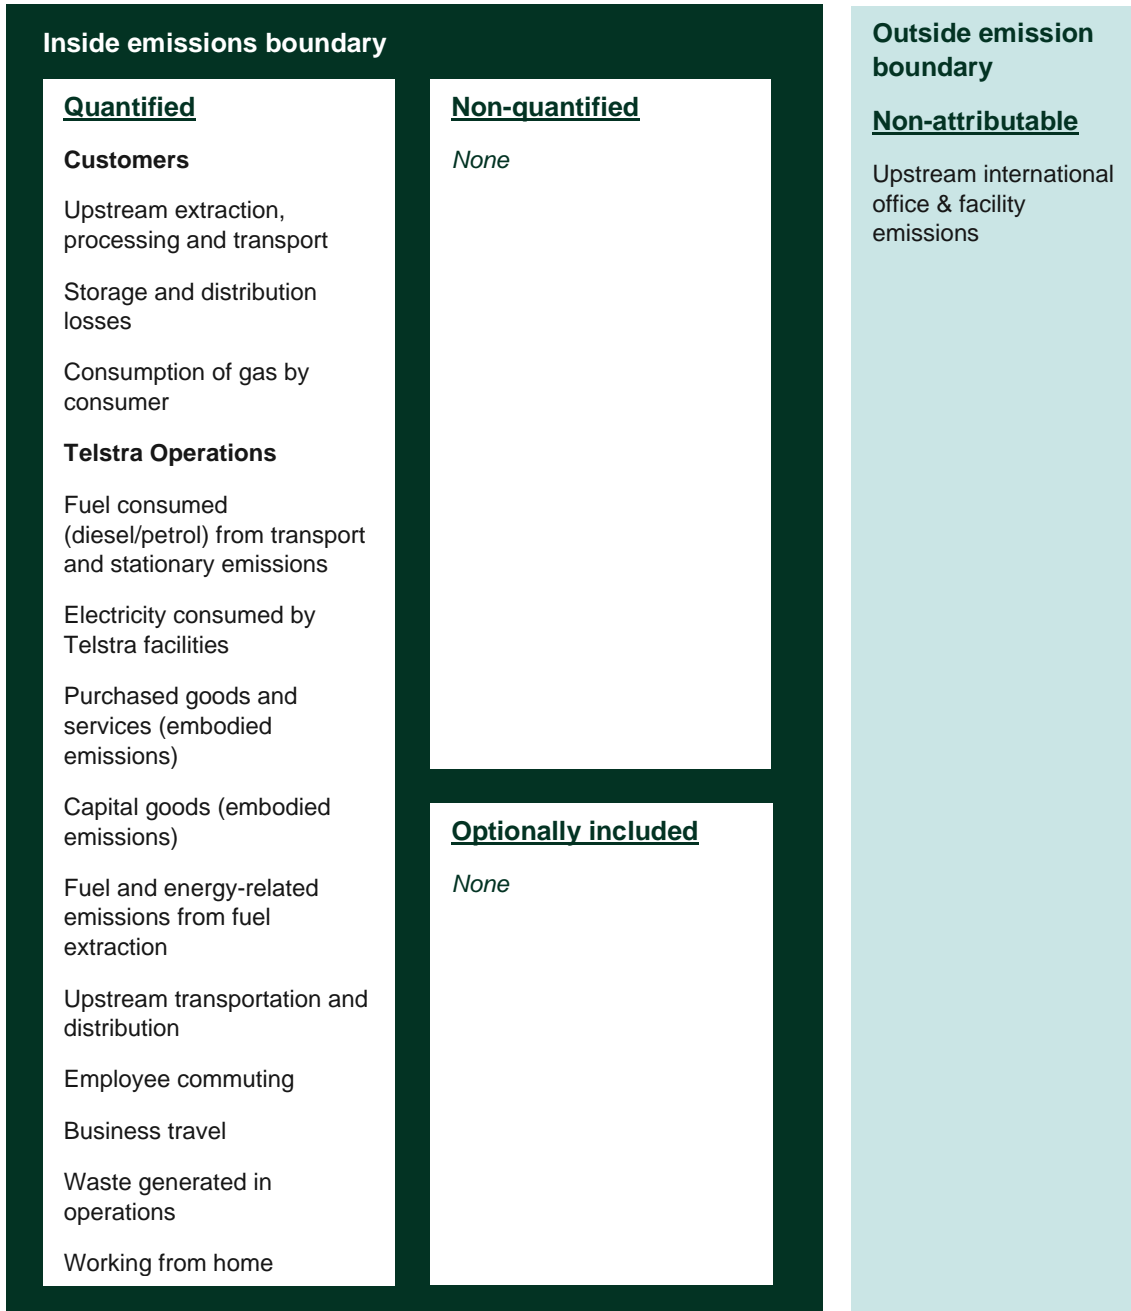 Inside emissions boundary
Quantified
Customers
Upstream extraction,
processing and transport
Storage and distribution
losses
Consumption of gas by
consumer
Telstra Operations
Fuel consumed
(diesel/petrol) from transport
and stationary emissions
Electricity consumed by
Telstra facilities
Purchased goods and
services (embodied
emissions)
Capital goods (embodied
emissions)
Fuel and energy-related
emissions from fuel
extraction
Upstream transportation and
distribution
Employee commuting
Business travel
Waste generated in
operations
Working from home
Non-quantified
None
Optionally included
None
Outside emission
boundary
Non-attributable
Upstream international
office & facility
emissions